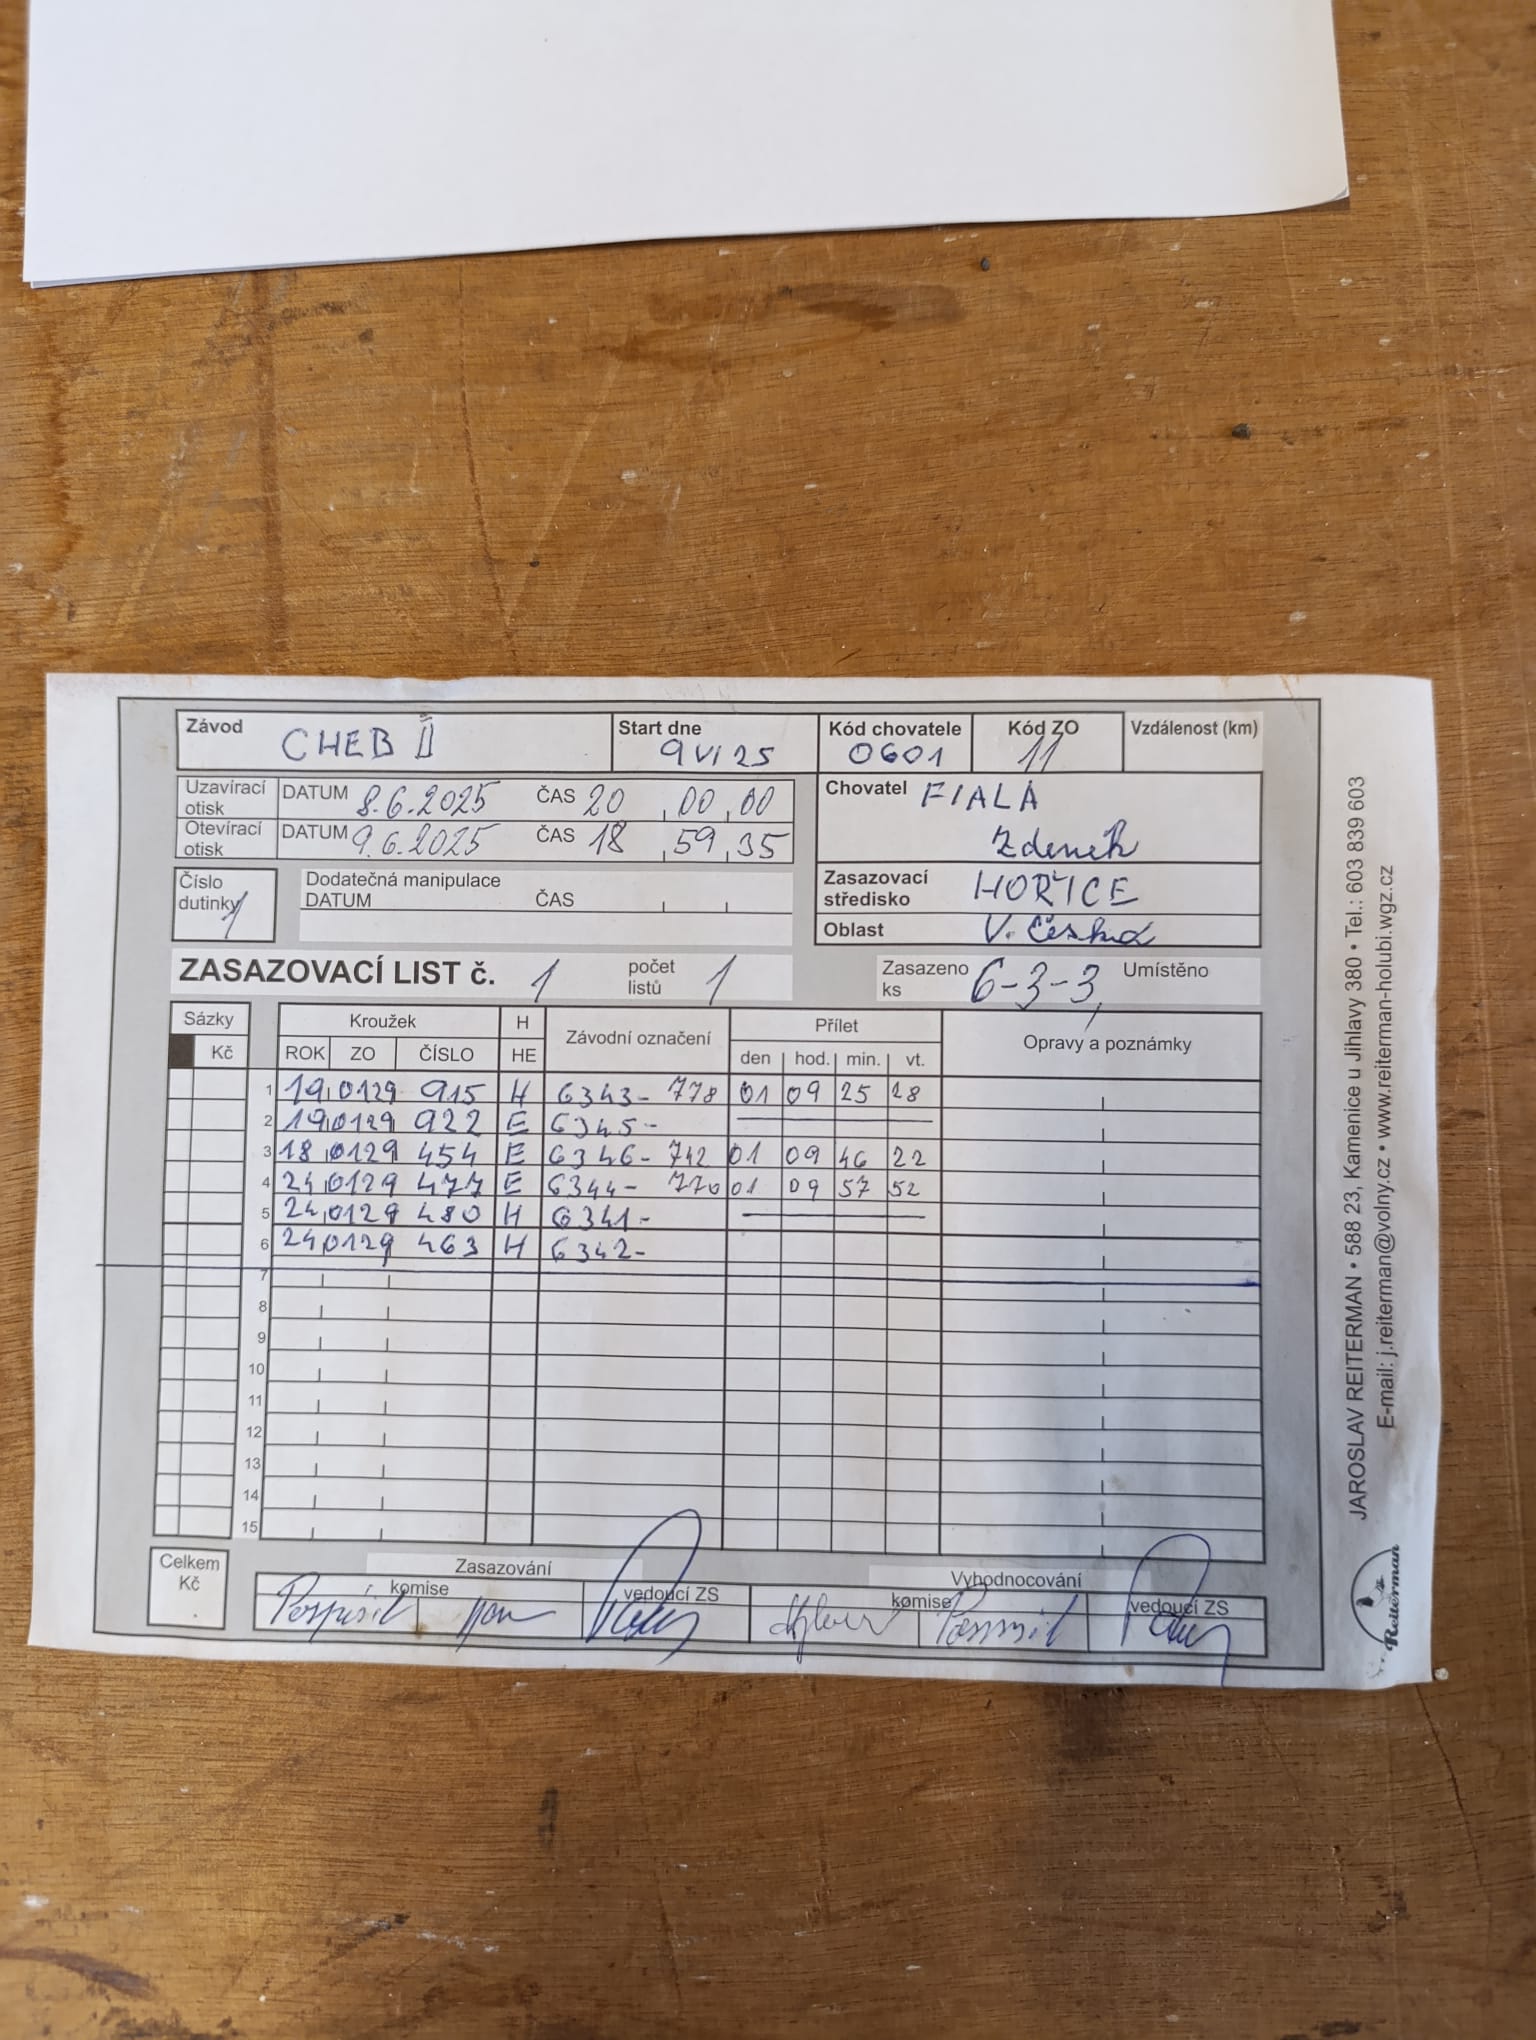 Závod CHEB II
Start dne 9 VI 25
Kód chovatele 0601
Kód ZO 11
Vzdálenost (km)
Uzavírací otisk DATUM 8.6.2025 ČAS 20,00,00
Otevírací otisk DATUM 9.6.2025 ČAS 18,59,35
Chovatel FIALA
Zdeněk
Číslo dutinky 1
Dodatečná manipulace
DATUM ČAS
Zasazovací středisko HOŘICE
Oblast V. Česká
ZASAZOVACÍ LIST č. 1 počet listů 1
Zasazeno ks 6-3-3, Umístěno
Sázky Kroužek H Závodní označení Přílet Opravy a poznámky
Kč ROK ZO ČÍSLO HE den hod. min. vt.
1 19 0129 915 H 6343- 778 01 09 25 28
2 19 0129 922 E 6345-
3 18 0129 454 E 6346- 742 01 09 46 22
4 24 0129 477 E 6344- 770 01 09 57 52
5 24 0129 480 H 6341-
6 24 0129 463 H 6342-
7
8
9
10
11
12
13
14
15
Celkem Kč
Zasazování Vyhodnocování
komise vedoucí ZS komise vedoucí ZS
Pospíšil
JAROSLAV REITERMAN • 588 23, Kamenice u Jihlavy 380 • Tel.: 603 839 603
E-mail: j.reiterman@volny.cz • www.reiterman-holubi.wgz.cz
Reiterman